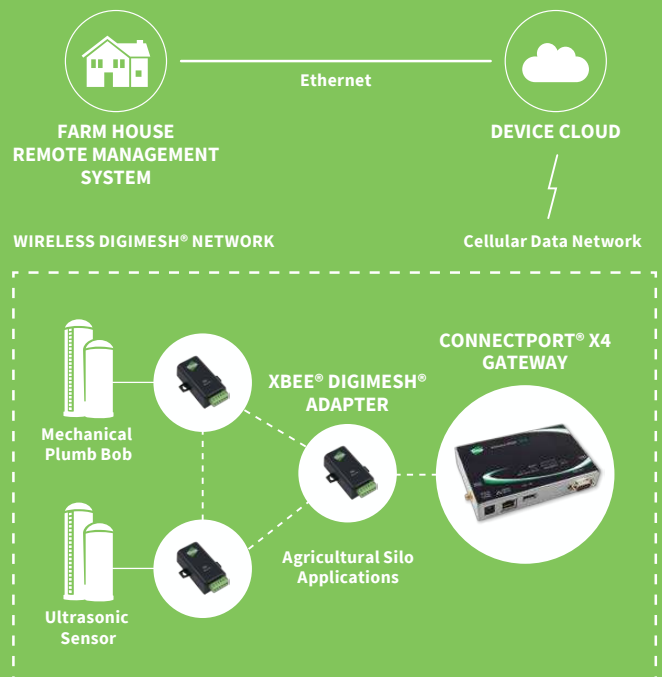 Ethernet
FARM HOUSE
REMOTE MANAGEMENT
SYSTEM
DEVICE CLOUD
WIRELESS DIGIMESH® NETWORK
Cellular Data Network
CONNECTPORT® X4
GATEWAY
XBEE® DIGIMESH®
ADAPTER
Mechanical
Plumb Bob
Agricultural Silo
Applications
Ultrasonic
Sensor